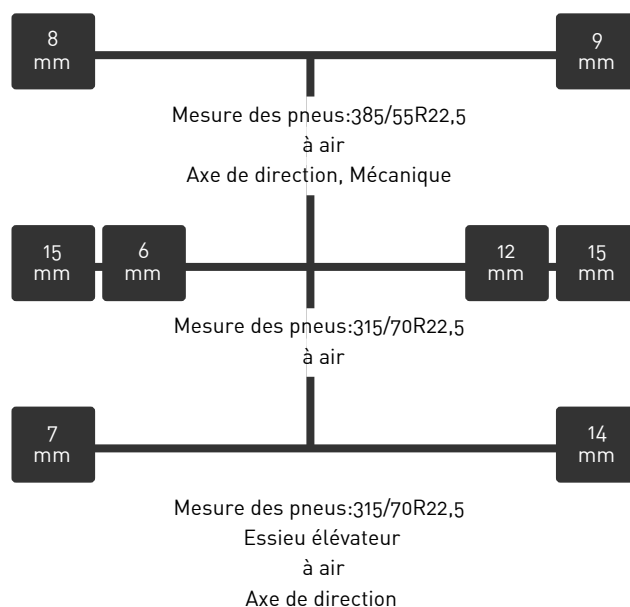 8 mm 9 mm
Mesure des pneus:385/55R22,5
à air
Axe de direction, Mécanique
15 mm 6 mm 12 mm 15 mm
Mesure des pneus:315/70R22,5
à air
7 mm 14 mm
Mesure des pneus:315/70R22,5
Essieu élévateur
à air
Axe de direction